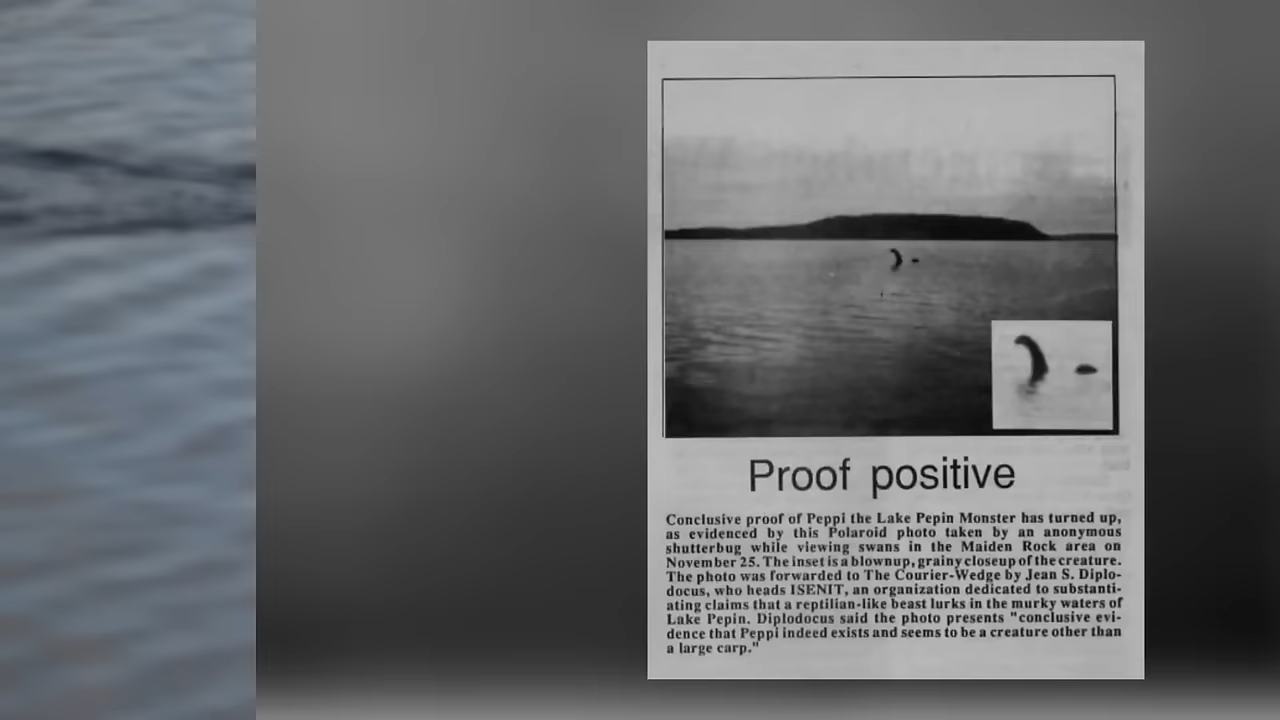 Proof positive
Conclusive proof of Peppi the Lake Pepin Monster has turned up,
as evidenced by this Polaroid photo taken by an anonymous
shutterbug while viewing swans in the Maiden Rock area on
November 25. The inset is a blownup, grainy closeup of the creature.
The photo was forwarded to The Courier-Wedge by Jean S. Diplo-
docus, who heads ISENIT, an organization dedicated to substanti-
ating claims that a reptilian-like beast lurks in the murky waters of
Lake Pepin. Diplodocus said the photo presents "conclusive evi-
dence that Peppi indeed exists and seems to be a creature other than
a large carp."